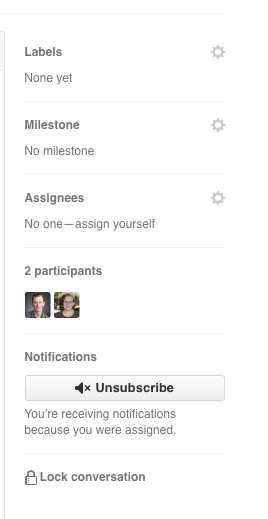 Labels
None yet
Milestone
No milestone
Assignees
No one—assign yourself
2 participants
Notifications
Unsubscribe
You’re receiving notifications
because you were assigned.
Lock conversation